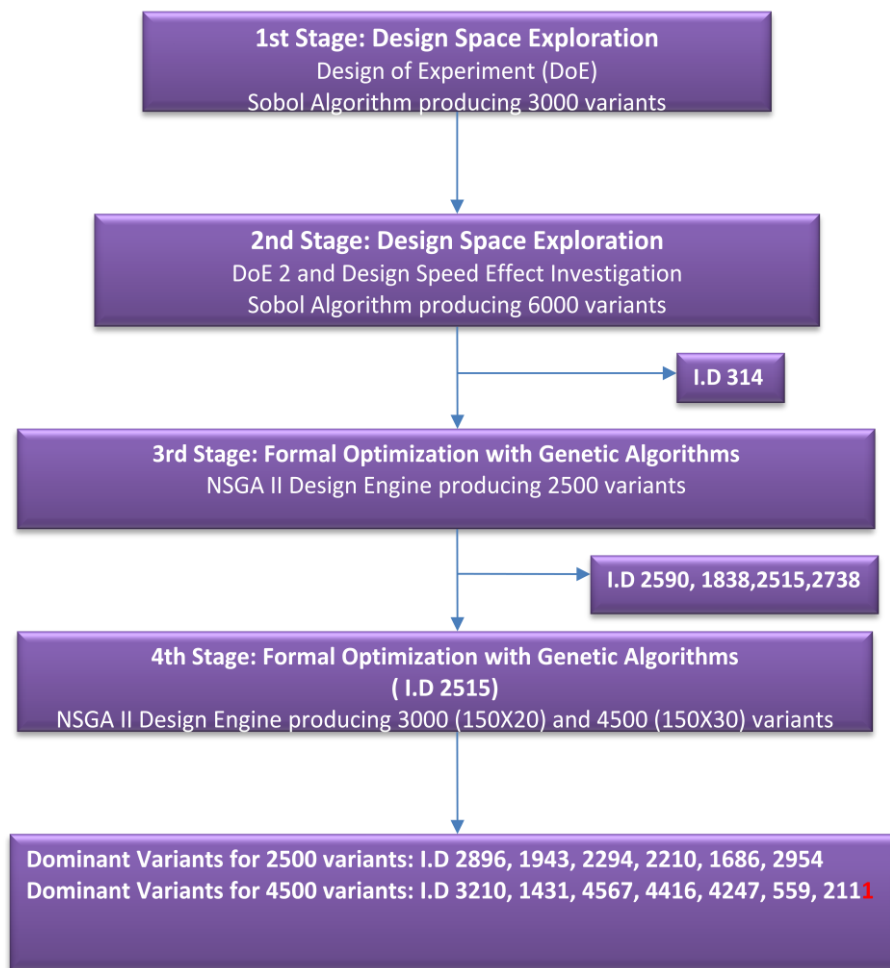 1st Stage: Design Space Exploration
Design of Experiment (DoE)
Sobol Algorithm producing 3000 variants
2nd Stage: Design Space Exploration
DoE 2 and Design Speed Effect Investigation
Sobol Algorithm producing 6000 variants
I.D 314
3rd Stage: Formal Optimization with Genetic Algorithms
NSGA II Design Engine producing 2500 variants
I.D 2590, 1838,2515,2738
4th Stage: Formal Optimization with Genetic Algorithms
( I.D 2515)
NSGA II Design Engine producing 3000 (150X20) and 4500 (150X30) variants
Dominant Variants for 2500 variants: I.D 2896, 1943, 2294, 2210, 1686, 2954
Dominant Variants for 4500 variants: I.D 3210, 1431, 4567, 4416, 4247, 559, 2111